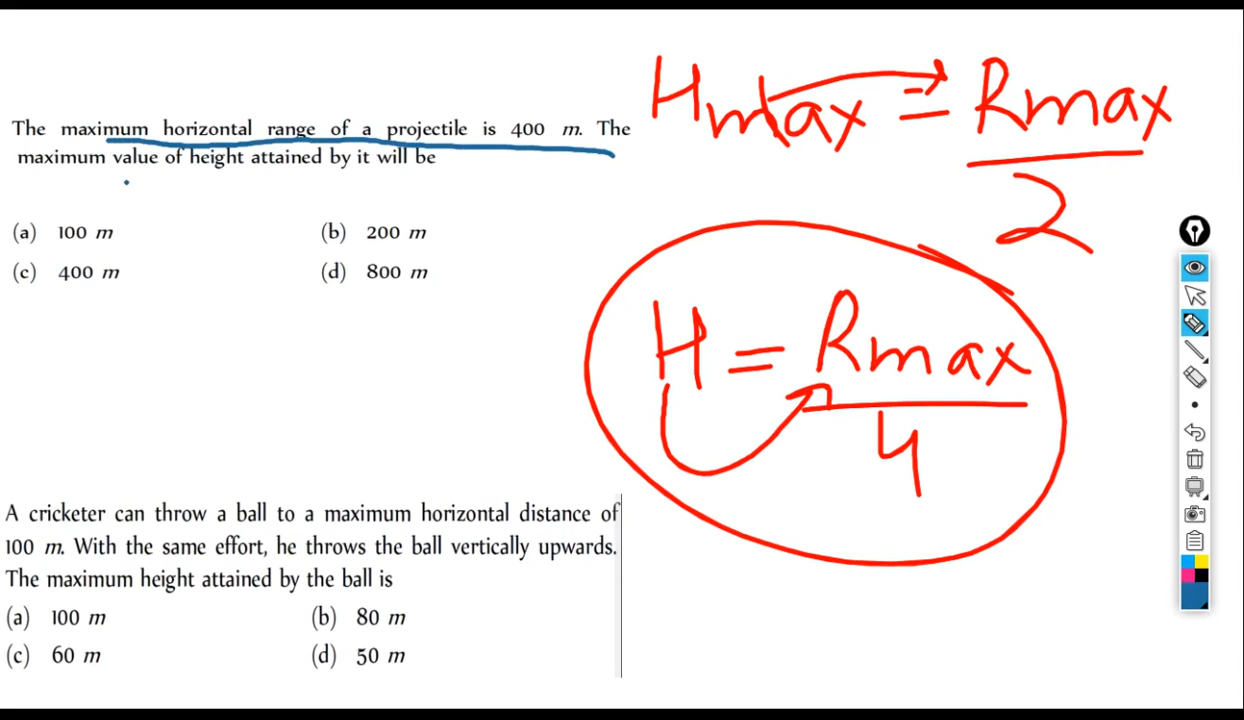 The maximum horizontal range of a projectile is 400 m. The
maximum value of height attained by it will be
(a) 100 m (b) 200 m
(c) 400 m (d) 800 m
Hmax = Rmax
2
H = Rmax
4
A cricketer can throw a ball to a maximum horizontal distance of
100 m. With the same effort, he throws the ball vertically upwards.
The maximum height attained by the ball is
(a) 100 m (b) 80 m
(c) 60 m (d) 50 m